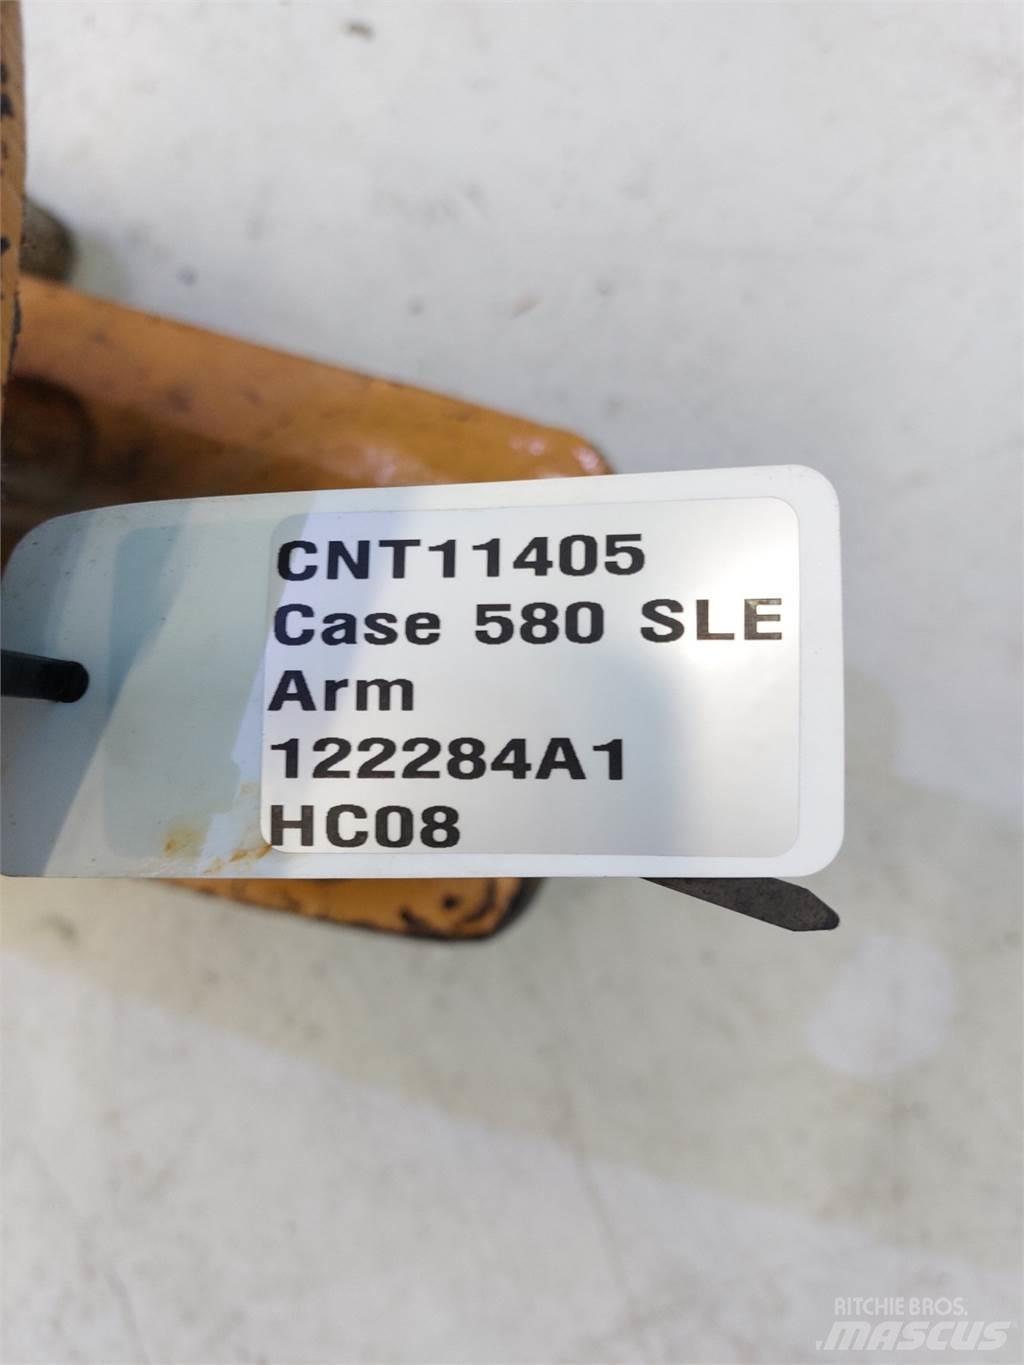 CNT11405
Case 580 SLE
Arm
122284A1
HC08
RITCHIE BROS.
MASCUS